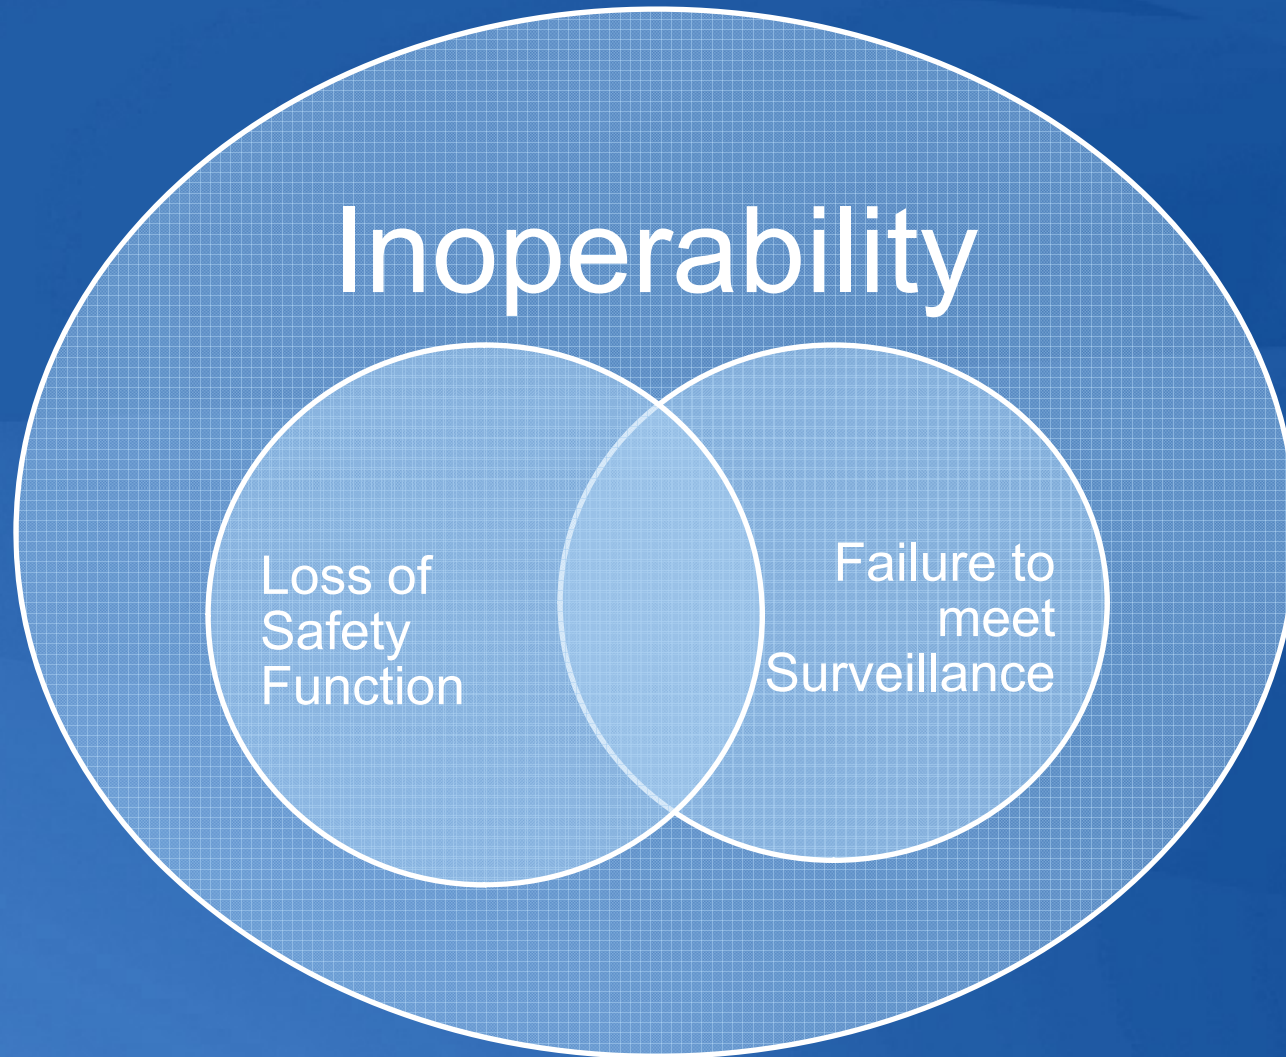 Inoperability
Loss of
Safety
Function
Failure to
meet
Surveillance